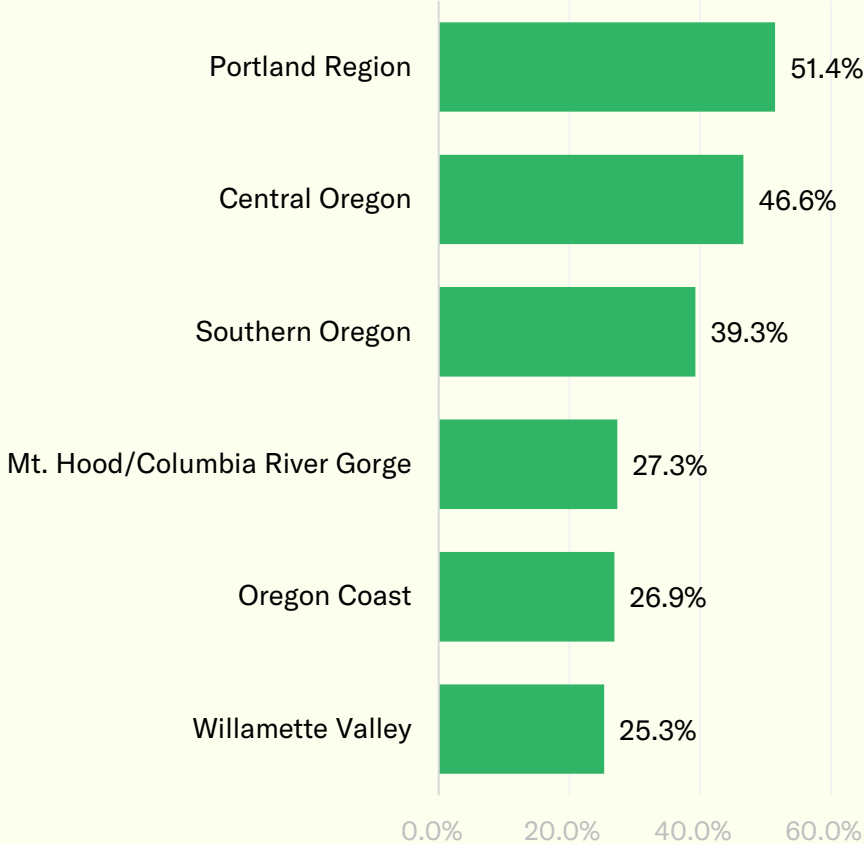 Portland Region 51.4%
Central Oregon 46.6%
Southern Oregon 39.3%
Mt. Hood/Columbia River Gorge 27.3%
Oregon Coast 26.9%
Willamette Valley 25.3%
0.0% 20.0% 40.0% 60.0%